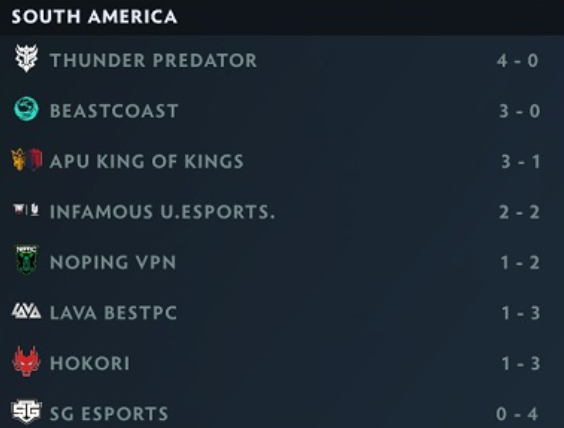 SOUTH AMERICA
THUNDER PREDATOR 4 - 0
BEASTCOAST 3 - 0
APU KING OF KINGS 3 - 1
INFAMOUS U.ESPORTS. 2 - 2
NOPING VPN 1 - 2
LAVA BESTPC 1 - 3
HOKORI 1 - 3
SG ESPORTS 0 - 4